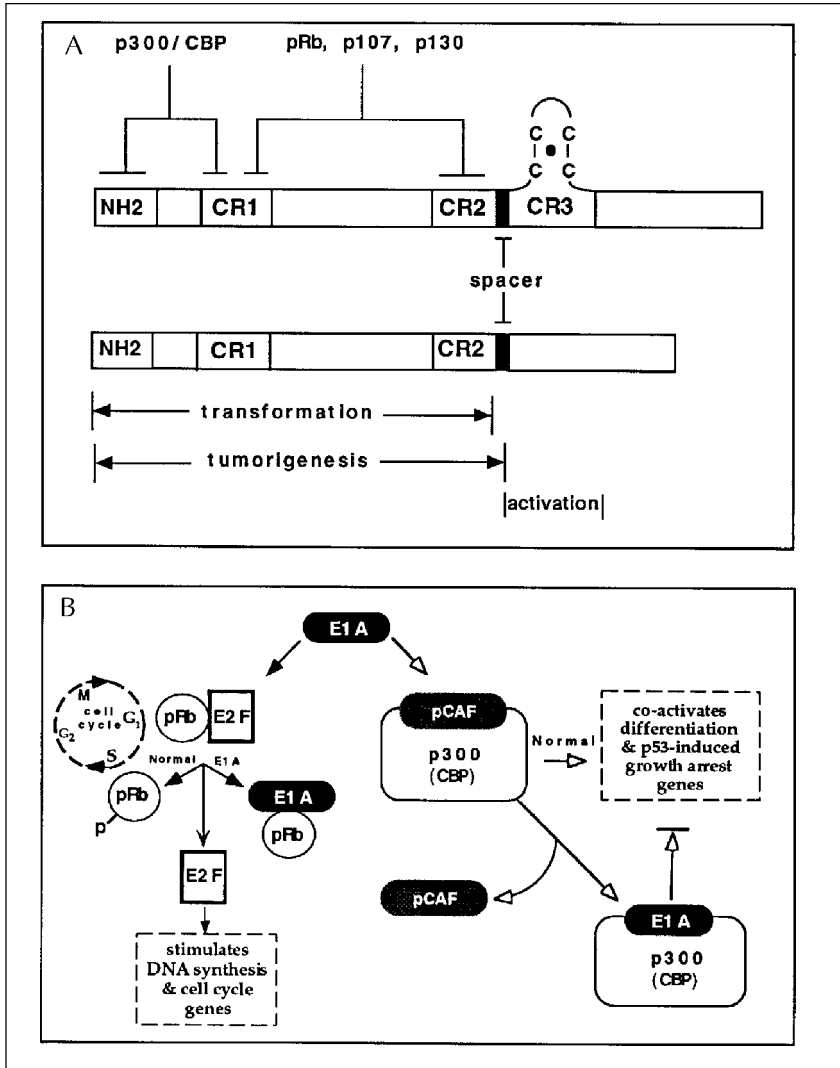 A
p300/CBP
pRb, p107, p130
C C
C C
NH2 CR1 CR2 CR3
spacer
NH2 CR1 CR2
transformation
tumorigenesis
activation
B
E1A
M
cell
cycle
G1
G2
S
pRb E2F
Normal E1A
pRb
P
E1A
pRb
E2F
stimulates
DNA synthesis
& cell cycle
genes
pCAF
p300
(CBP)
Normal
co-activates
differentiation
& p53-induced
growth arrest
genes
pCAF
E1A
p300
(CBP)